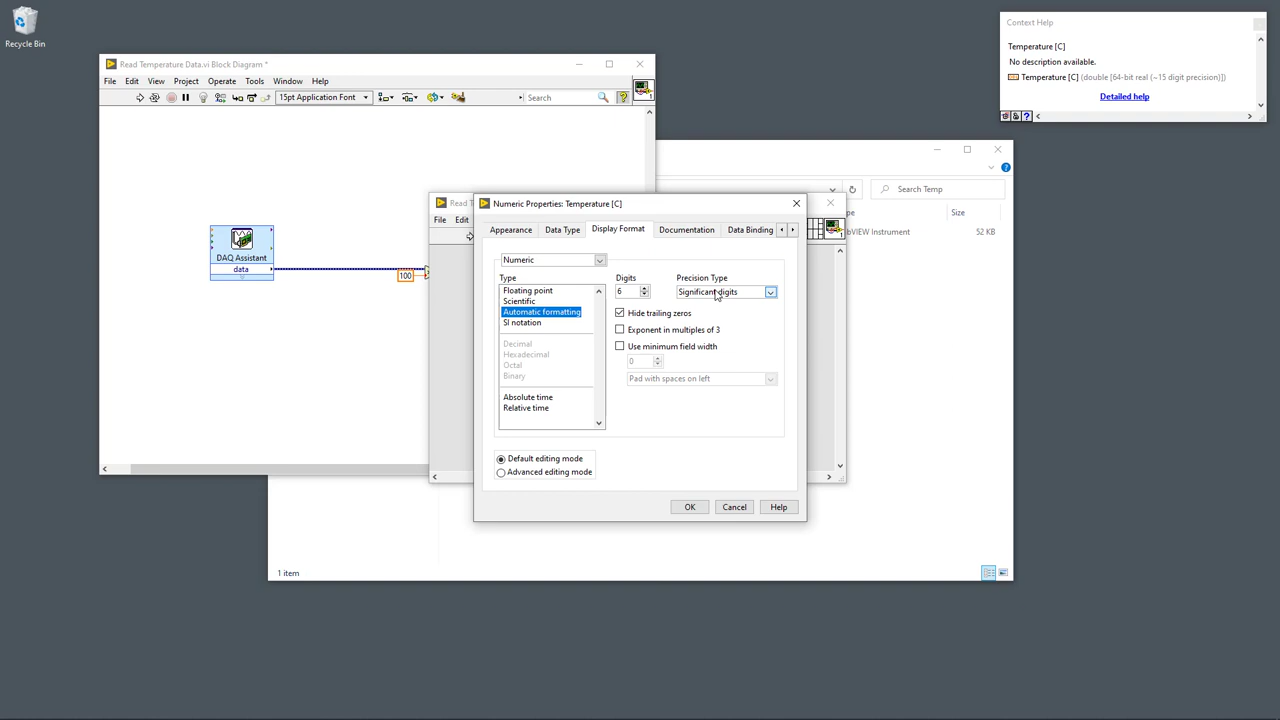 Recycle Bin
Context Help
Temperature [C]
No description available.
Temperature [C] (double [64-bit real (~15 digit precision)])
Detailed help
Read Temperature Data.vi Block Diagram *
File Edit View Project Operate Tools Window Help
15pt Application Font
Search
1
DAQ Assistant
data
100
Search Temp
Size
52 KB
1 item
File Edit
1
Numeric Properties: Temperature [C]
Appearance Data Type Display Format Documentation Data Binding
Numeric
Type
Floating point
Scientific
Automatic formatting
SI notation
Decimal
Hexadecimal
Octal
Binary
Absolute time
Relative time
Digits
6
Precision Type
Significant digits
Hide trailing zeros
Exponent in multiples of 3
Use minimum field width
0
Pad with spaces on left
Default editing mode
Advanced editing mode
OK Cancel Help